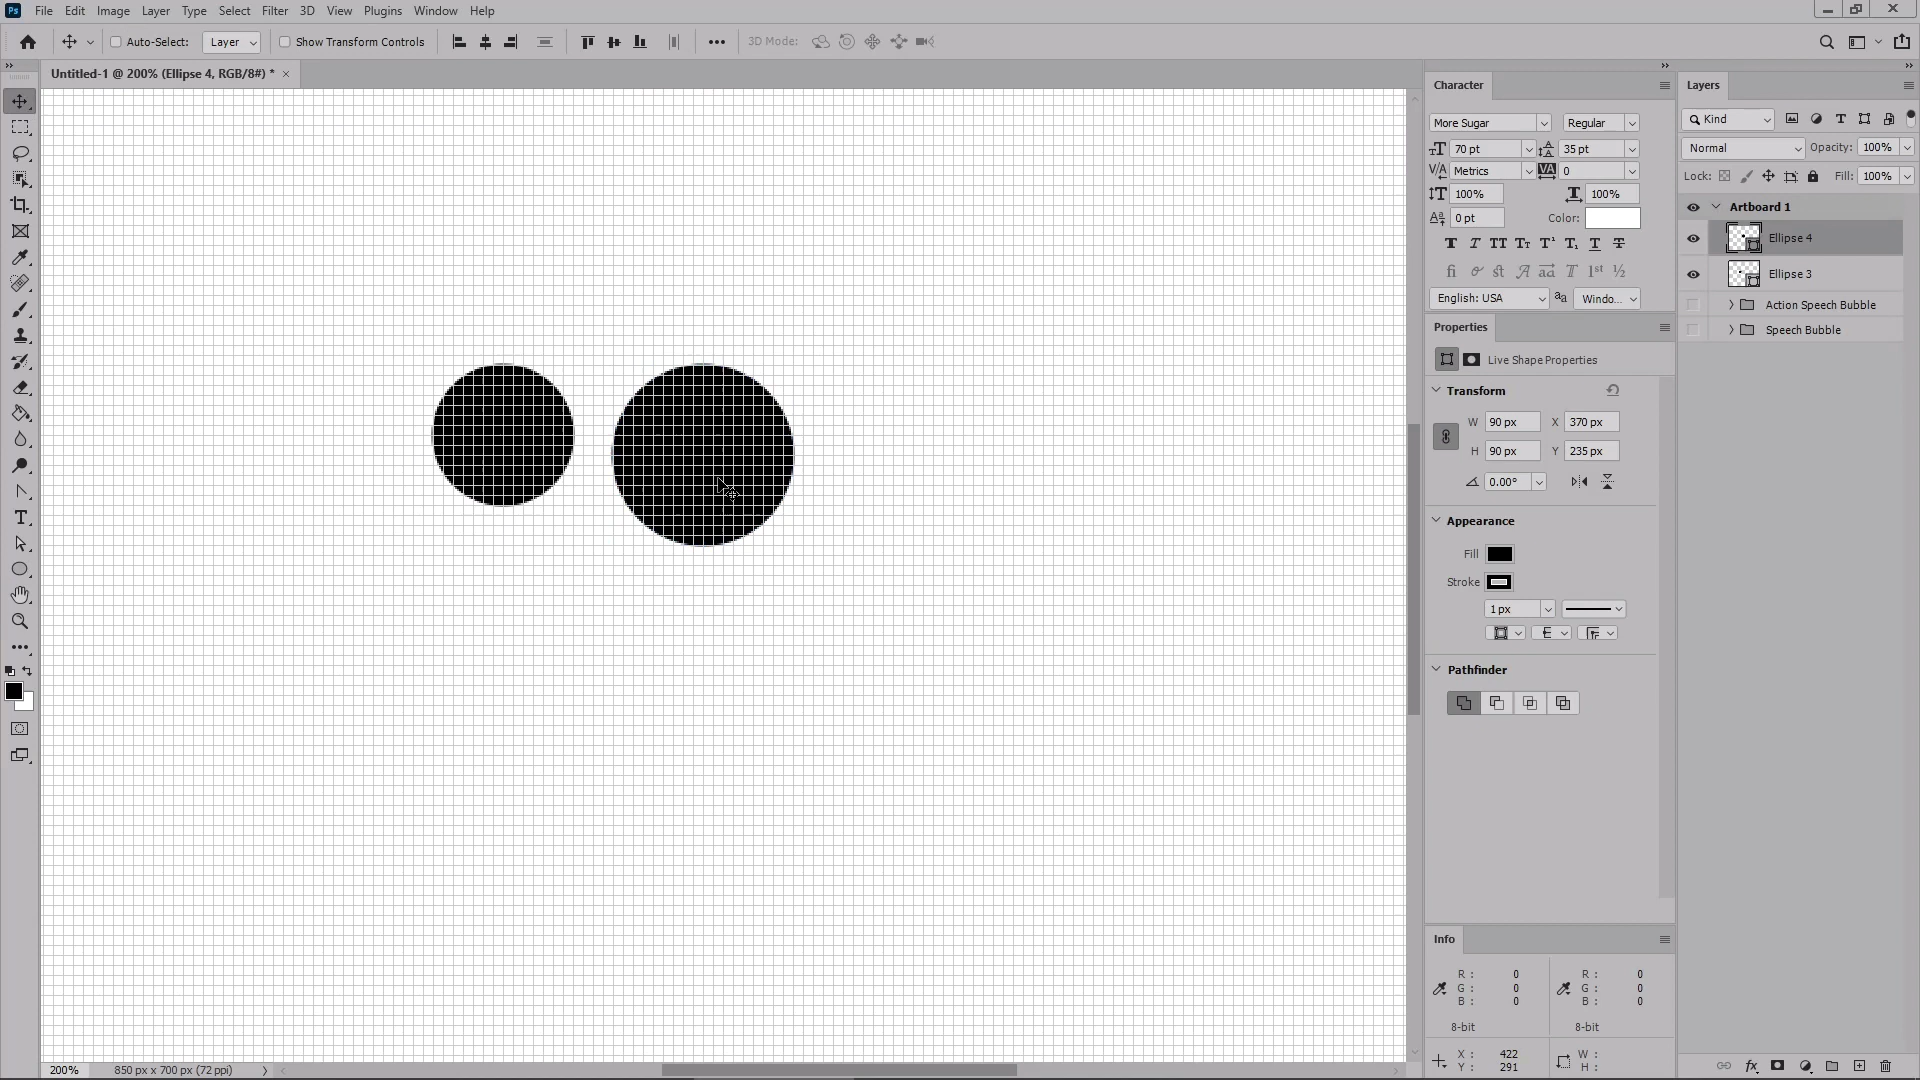 Ps File Edit Image Layer Type Select Filter 3D View Plugins Window Help
Auto-Select: Layer Show Transform Controls 3D Mode:
Untitled-1 @ 200% (Ellipse 4, RGB/8#) * ×
Character
More Sugar Regular
70 pt 35 pt
Metrics 0
100% 100%
0 pt Color:
English: USA aa Windo...
Properties
Live Shape Properties
Transform
W 90 px X 370 px
H 90 px Y 235 px
0.00°
Appearance
Fill
Stroke
1 px
Pathfinder
Info
R : 0 R : 0
G : 0 G : 0
B : 0 B : 0
8-bit 8-bit
X : 422 W :
Y : 291 H :
Layers
Kind
Normal Opacity: 100%
Lock: Fill: 100%
Artboard 1
Ellipse 4
Ellipse 3
Action Speech Bubble
Speech Bubble
fx
200% 850 px x 700 px (72 ppi)